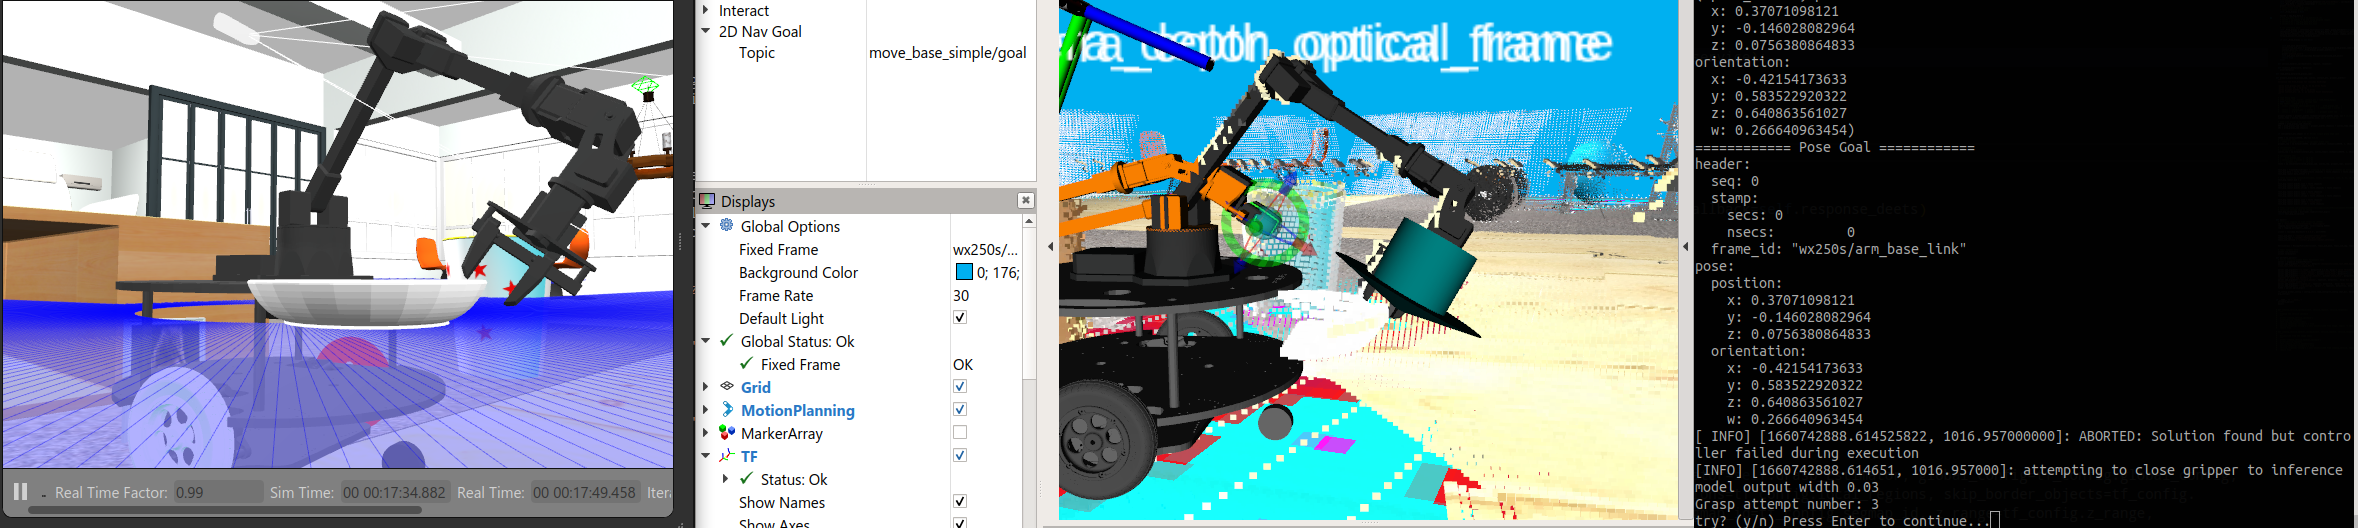 Real Time Factor: 0.99 Sim Time: 00 00:17:34.882 Real Time: 00 00:17:49.458
Interact
2D Nav Goal
Topic move_base_simple/goal
Displays
Global Options
Fixed Frame wx250s/...
Background Color 0; 176;
Frame Rate 30
Default Light
Global Status: Ok
Fixed Frame OK
Grid
MotionPlanning
MarkerArray
TF
Status: Ok
Show Names
Show Axes
ra_depth_optical_frame
x: 0.37071098121
y: -0.146028082964
z: 0.0756380864833
orientation:
x: -0.42154173633
y: 0.583522920322
z: 0.640863561027
w: 0.266640963454)
============ Pose Goal ============
header:
seq: 0
stamp:
secs: 0
nsecs: 0
frame_id: "wx250s/arm_base_link"
pose:
position:
x: 0.37071098121
y: -0.146028082964
z: 0.0756380864833
orientation:
x: -0.42154173633
y: 0.583522920322
z: 0.640863561027
w: 0.266640963454
[ INFO] [1660742888.614525822, 1016.957000000]: ABORTED: Solution found but contro
ller failed during execution
[INFO] [1660742888.614651, 1016.957000]: attempting to close gripper to inference
model output width 0.03
Grasp attempt number: 3
try? (y/n) Press Enter to continue...